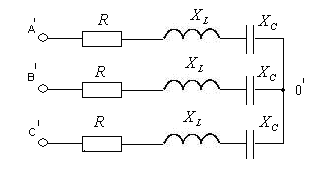 A' R X_L X_C
B' R X_L X_C 0'
C' R X_L X_C